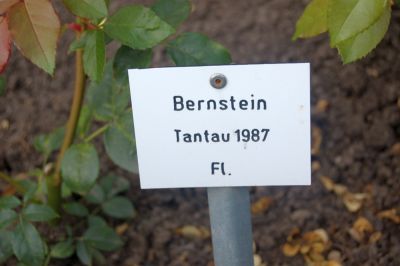 Bernstein
Tantau 1987
Fl.